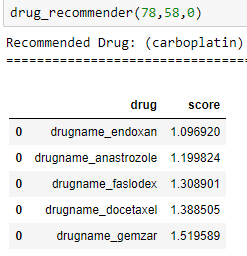 drug_recommender(78,58,0)
Recommended Drug: (carboplatin)
===================================
drug score
0 drugname_endoxan 1.096920
0 drugname_anastrozole 1.199824
0 drugname_faslodex 1.308901
0 drugname_docetaxel 1.388505
0 drugname_gemzar 1.519589